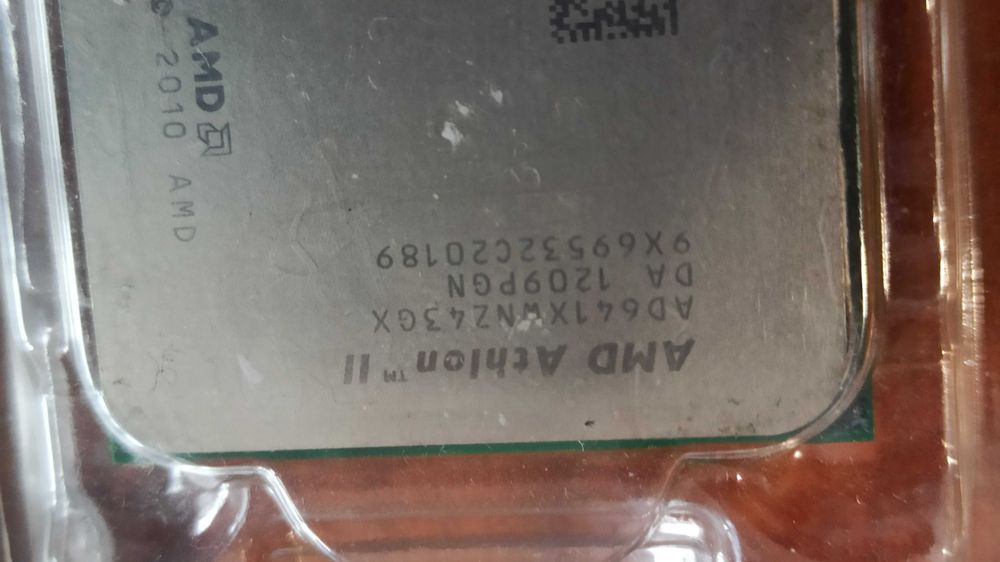 AMD Athlon™ II
AD641XWNZ43GX
DA 1209PGN
9X69532C20189
AMD
2010 AMD